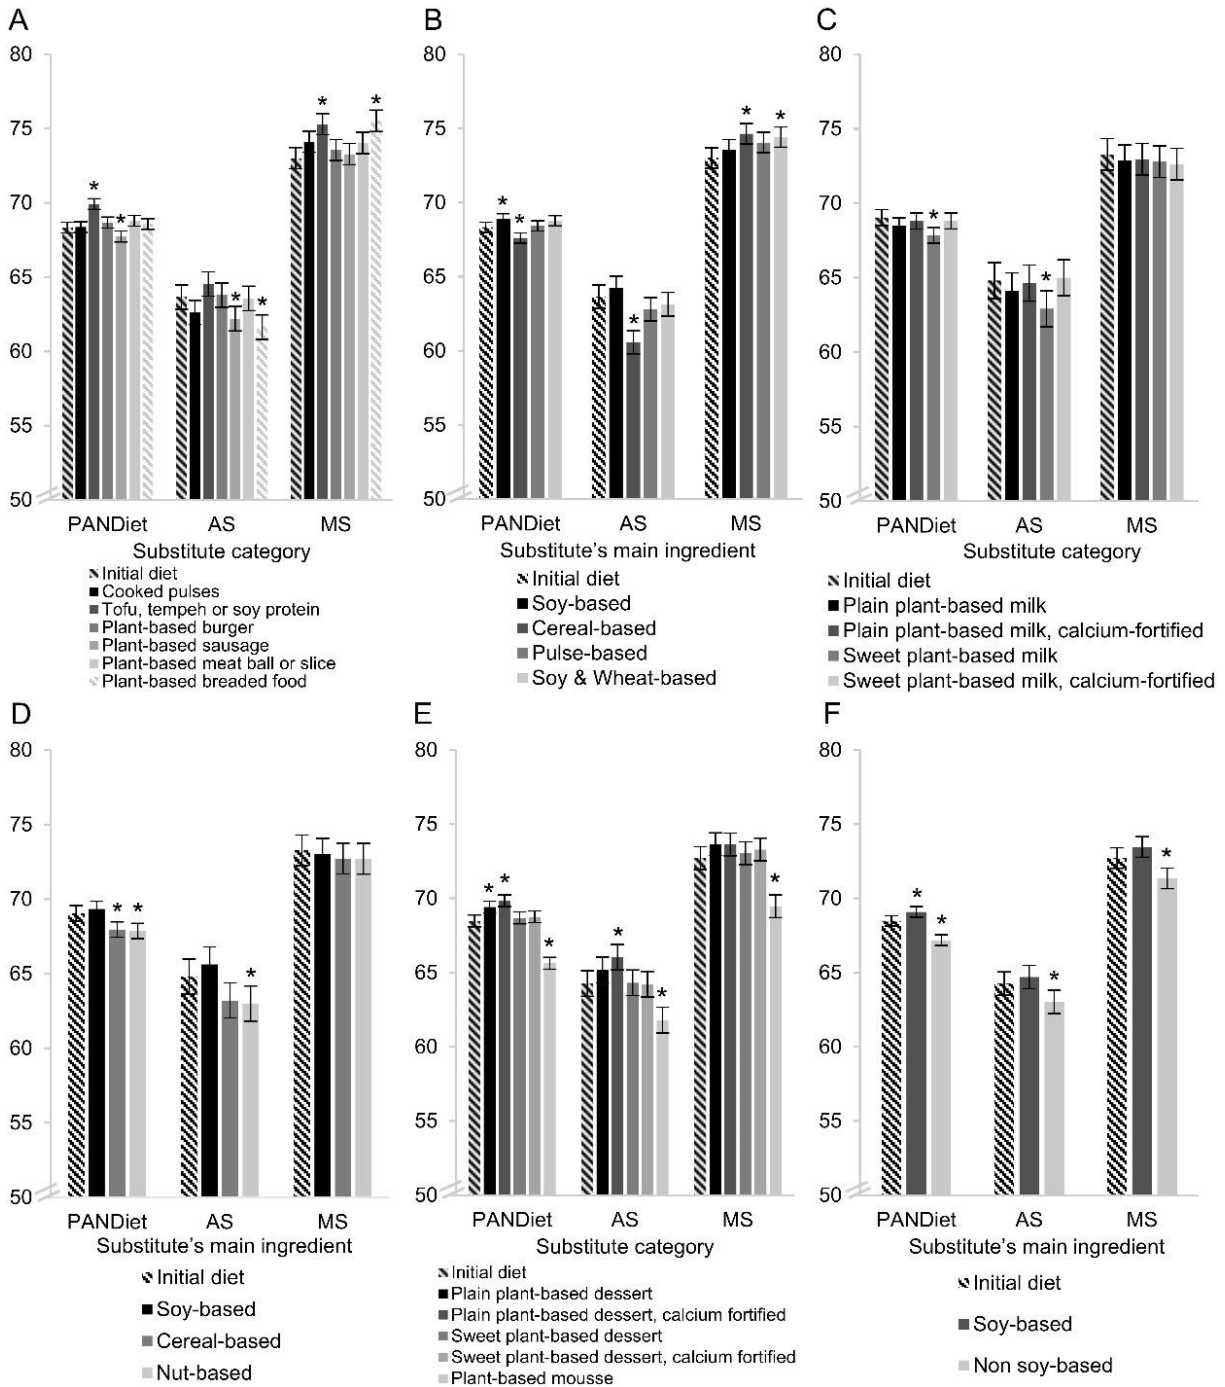 A
80
75
70
65
60
55
50
* * * * * *
PANDiet AS MS
Substitute category
Initial diet
Cooked pulses
Tofu, tempeh or soy protein
Plant-based burger
Plant-based sausage
Plant-based meat ball or slice
Plant-based breaded food
B
80
75
70
65
60
55
50
* * * * *
PANDiet AS MS
Substitute's main ingredient
Initial diet
Soy-based
Cereal-based
Pulse-based
Soy & Wheat-based
C
80
75
70
65
60
55
50
* *
PANDiet AS MS
Substitute category
Initial diet
Plain plant-based milk
Plain plant-based milk, calcium-fortified
Sweet plant-based milk
Sweet plant-based milk, calcium-fortified
D
80
75
70
65
60
55
50
* * *
PANDiet AS MS
Substitute's main ingredient
Initial diet
Soy-based
Cereal-based
Nut-based
E
80
75
70
65
60
55
50
* * * * * *
PANDiet AS MS
Substitute category
Initial diet
Plain plant-based dessert
Plain plant-based dessert, calcium fortified
Sweet plant-based dessert
Sweet plant-based dessert, calcium fortified
Plant-based mousse
F
80
75
70
65
60
55
50
* * * *
PANDiet AS MS
Substitute's main ingredient
Initial diet
Soy-based
Non soy-based